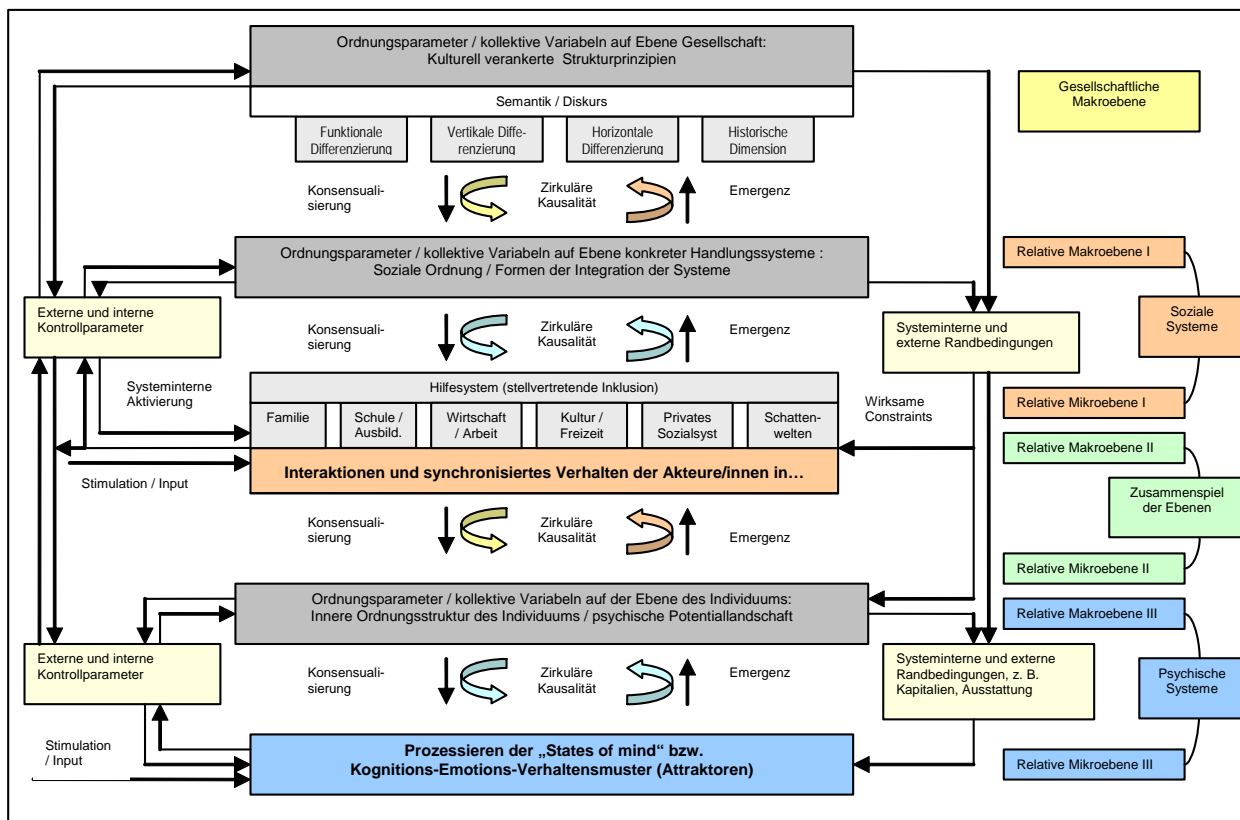 Ordnungsparameter / kollektive Variabeln auf Ebene Gesellschaft:
Kulturell verankerte Strukturprinzipien
Semantik / Diskurs
Funktionale
Differenzierung
Vertikale Diffe-
renzierung
Horizontale
Differenzierung
Historische
Dimension
Gesellschaftliche
Makroebene
Konsensuali-
sierung
Zirkuläre
Kausalität
Emergenz
Ordnungsparameter / kollektive Variabeln auf Ebene konkreter Handlungssysteme :
Soziale Ordnung / Formen der Integration der Systeme
Relative Makroebene I
Externe und interne
Kontrollparameter
Konsensuali-
sierung
Zirkuläre
Kausalität
Emergenz
Systeminterne und
externe Randbedingungen
Soziale
Systeme
Systeminterne
Aktivierung
Hilfesystem (stellvertretende Inklusion)
Wirksame
Constraints
Relative Mikroebene I
Familie
Schule /
Ausbild.
Wirtschaft
/ Arbeit
Kultur /
Freizeit
Privates
Sozialsyst
Schatten-
welten
Interaktionen und synchronisiertes Verhalten der Akteure/innen in…
Stimulation / Input
Relative Makroebene II
Zusammenspiel
der Ebenen
Konsensuali-
sierung
Zirkuläre
Kausalität
Emergenz
Relative Mikroebene II
Ordnungsparameter / kollektive Variabeln auf der Ebene des Individuums:
Innere Ordnungsstruktur des Individuums / psychische Potentiallandschaft
Relative Makroebene III
Externe und interne
Kontrollparameter
Konsensuali-
sierung
Zirkuläre
Kausalität
Emergenz
Systeminterne und externe
Randbedingungen, z. B.
Kapitalien, Ausstattung
Psychische
Systeme
Stimulation
/ Input
Prozessieren der „States of mind“ bzw.
Kognitions-Emotions-Verhaltensmuster (Attraktoren)
Relative Mikroebene III